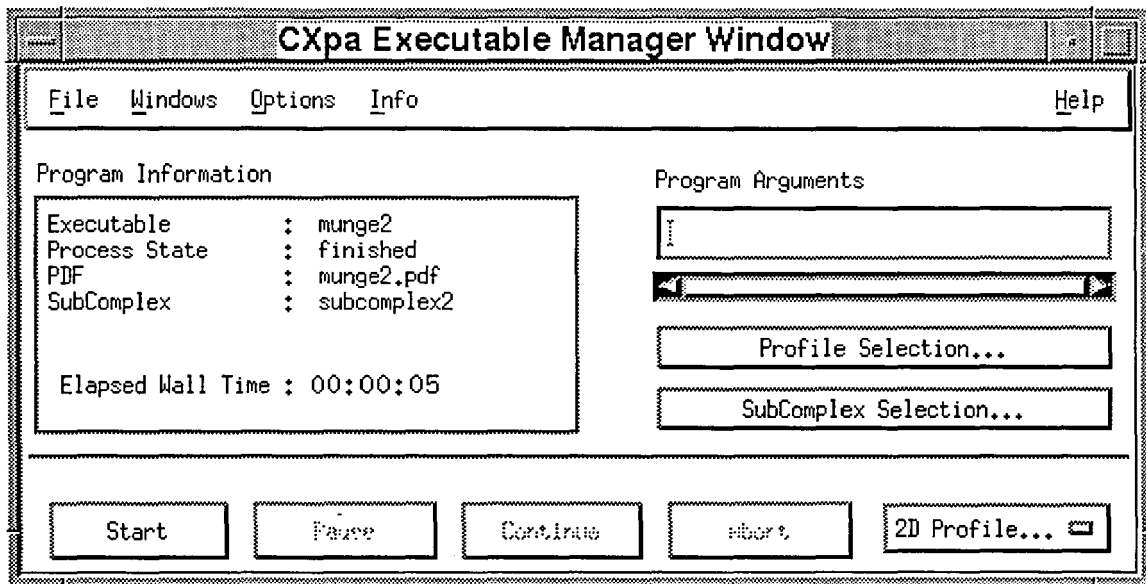 CXpa Executable Manager Window
File Windows Options Info Help
Program Information
Executable : munge2
Process State : finished
PDF : munge2.pdf
SubComplex : subcomplex2
Elapsed Wall Time : 00:00:05
Program Arguments
Profile Selection...
SubComplex Selection...
Start Pause Continue Abort 2D Profile...